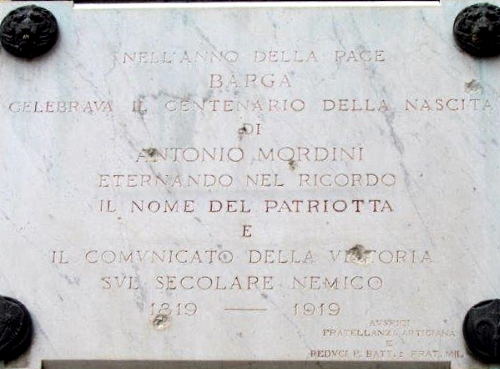 NELL'ANNO DELLA PACE
BARGA
CELEBRAVA IL CENTENARIO DELLA NASCITA
DI
ANTONIO MORDINI
ETERNANDO NEL RICORDO
IL NOME DEL PATRIOTTA
E
IL COMVNICATO DELLA VITTORIA
SVL SECOLARE NEMICO
1819 — 1919
AVSPICI
FRATELLANZA ARTIGIANA
E
REDVCI P. BATT. E FRAT. MIL.